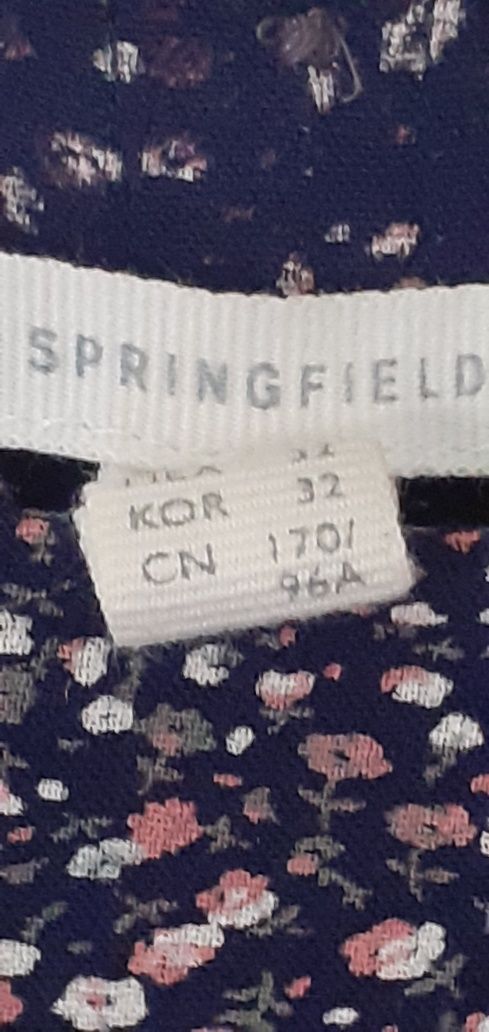 SPRINGFIELD
KOR 32
CN 170/
96A